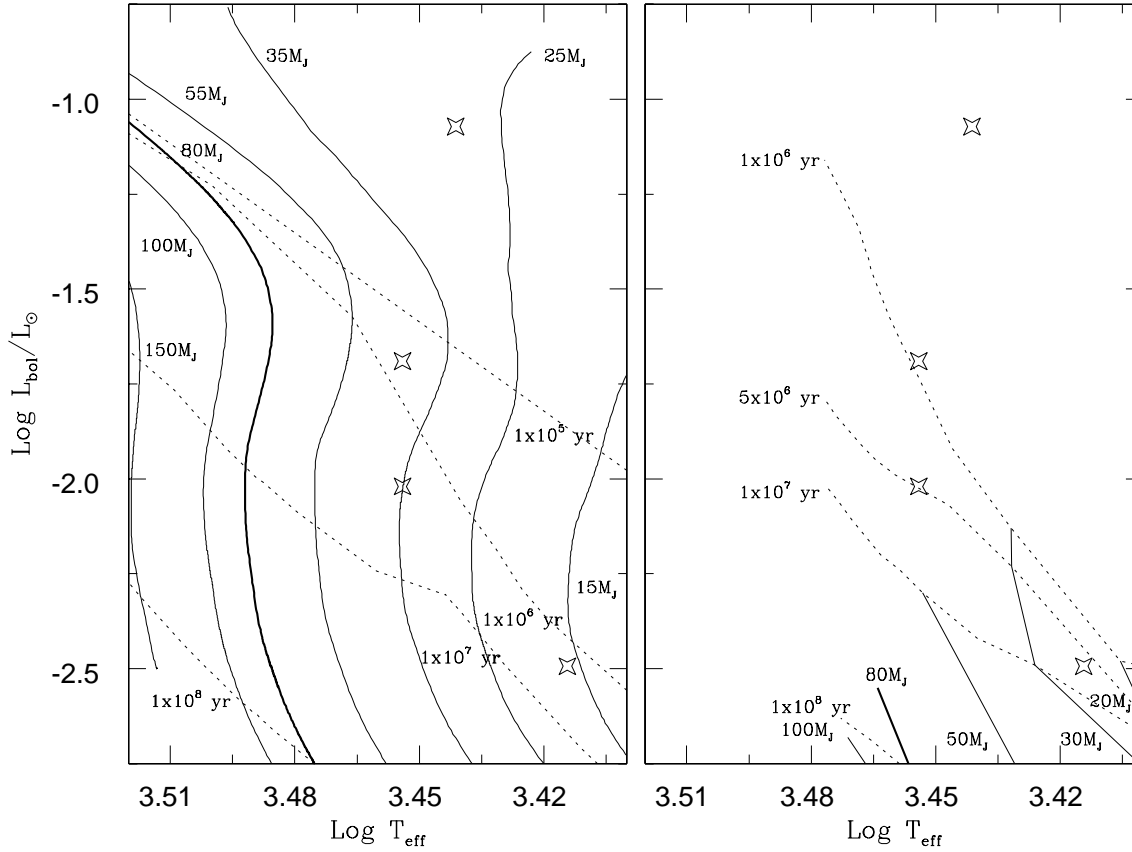 35M_J
25M_J
55M_J
-1.0
80M_J
1x10^6 yr
100M_J
-1.5
150M_J
5x10^6 yr
1x10^5 yr
Log L_bol/L_☉
-2.0
1x10^7 yr
15M_J
1x10^6 yr
1x10^7 yr
-2.5
80M_J
20M_J
1x10^8 yr
1x10^8 yr
100M_J
50M_J
30M_J
3.51 3.48 3.45 3.42
3.51 3.48 3.45 3.42
Log T_eff
Log T_eff